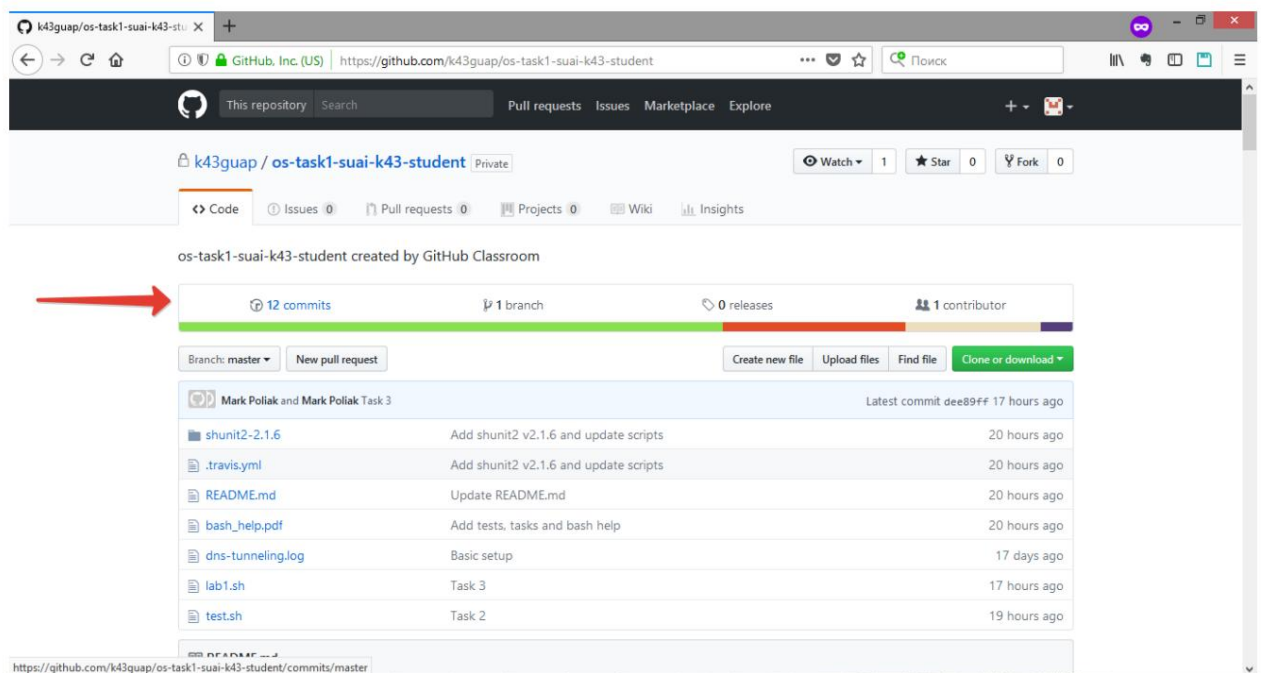 k43guap/os-task1-suai-k43-stu
GitHub, Inc. (US) https://github.com/k43guap/os-task1-suai-k43-student Поиск
This repository Search Pull requests Issues Marketplace Explore
k43guap / os-task1-suai-k43-student Private Watch 1 Star 0 Fork 0
Code Issues 0 Pull requests 0 Projects 0 Wiki Insights
os-task1-suai-k43-student created by GitHub Classroom
12 commits 1 branch 0 releases 1 contributor
Branch: master New pull request Create new file Upload files Find file Clone or download
Mark Poliak and Mark Poliak Task 3 Latest commit dee89ff 17 hours ago
shunit2-2.1.6 Add shunit2 v2.1.6 and update scripts 20 hours ago
.travis.yml Add shunit2 v2.1.6 and update scripts 20 hours ago
README.md Update README.md 20 hours ago
bash_help.pdf Add tests, tasks and bash help 20 hours ago
dns-tunneling.log Basic setup 17 days ago
lab1.sh Task 3 17 hours ago
test.sh Task 2 19 hours ago
README.md
https://github.com/k43guap/os-task1-suai-k43-student/commits/master